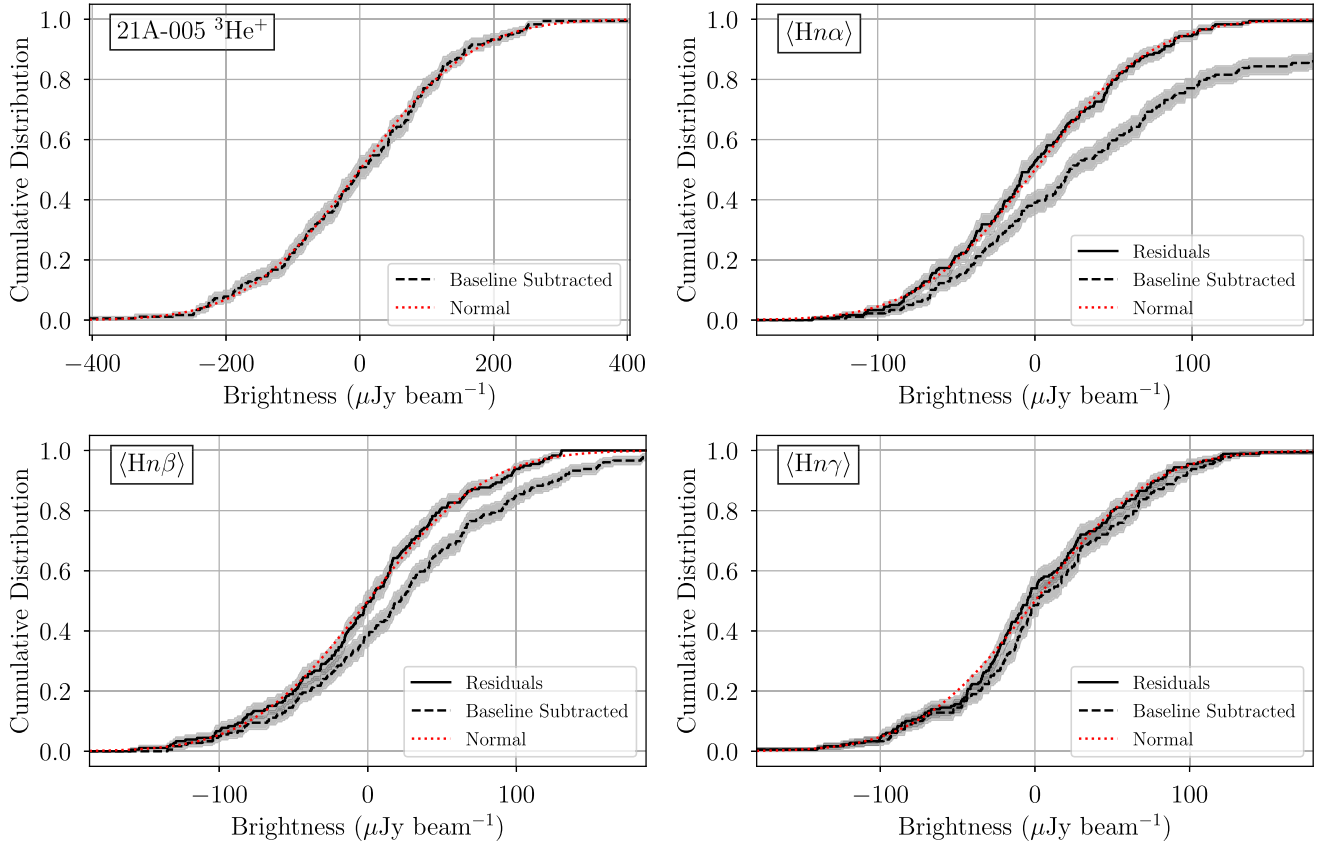 21A-005 ³He⁺
Cumulative Distribution
1.0
0.8
0.6
0.4
0.2
0.0
Baseline Subtracted
Normal
−400 −200 0 200 400
Brightness (μJy beam⁻¹)
⟨Hnα⟩
Cumulative Distribution
1.0
0.8
0.6
0.4
0.2
0.0
Residuals
Baseline Subtracted
Normal
−100 0 100
Brightness (μJy beam⁻¹)
⟨Hnβ⟩
Cumulative Distribution
1.0
0.8
0.6
0.4
0.2
0.0
Residuals
Baseline Subtracted
Normal
−100 0 100
Brightness (μJy beam⁻¹)
⟨Hnγ⟩
Cumulative Distribution
1.0
0.8
0.6
0.4
0.2
0.0
Residuals
Baseline Subtracted
Normal
−100 0 100
Brightness (μJy beam⁻¹)